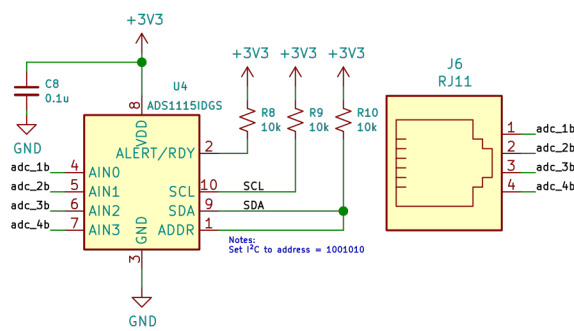 +3V3
C8
0.1u
GND
U4
ADS1115IDGS
8
VDD
ALERT/RDY
2
adc_1b 4 AIN0
adc_2b 5 AIN1
adc_3b 6 AIN2
adc_4b 7 AIN3
SCL 10 SCL
SDA 9 SDA
ADDR 1
GND
3
GND
+3V3 +3V3 +3V3
R8
10k
R9
10k
R10
10k
Notes:
Set I²C to address = 1001010
J6
RJ11
1 adc_1b
2 adc_2b
3 adc_3b
4 adc_4b